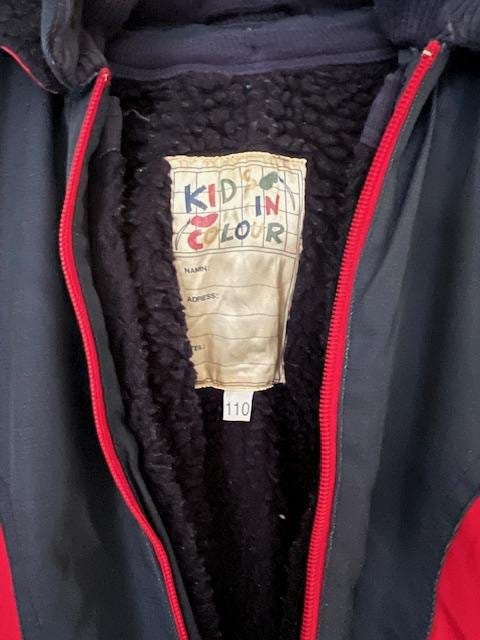 KIDS
IN
COLOUR
NAMN:
ADRESS:
TEL:
110